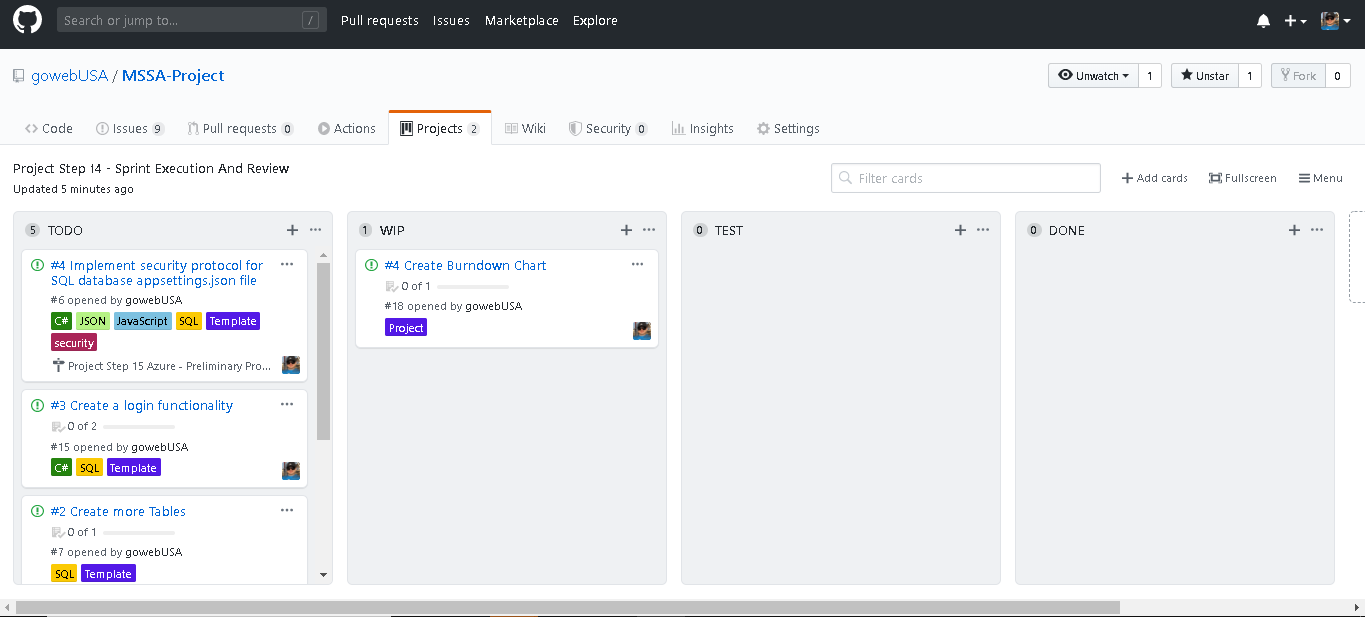 Search or jump to... /
Pull requests Issues Marketplace Explore
gowebUSA / MSSA-Project
Unwatch 1
Unstar 1
Fork 0
Code
Issues 9
Pull requests 0
Actions
Projects 2
Wiki
Security 0
Insights
Settings
Project Step 14 - Sprint Execution And Review
Updated 5 minutes ago
Filter cards
Add cards
Fullscreen
Menu
5 TODO
#4 Implement security protocol for
SQL database appsettings.json file
#6 opened by gowebUSA
C# JSON JavaScript SQL Template
security
Project Step 15 Azure - Preliminary Pro...
#3 Create a login functionality
0 of 2
#15 opened by gowebUSA
C# SQL Template
#2 Create more Tables
0 of 1
#7 opened by gowebUSA
SQL Template
1 WIP
#4 Create Burndown Chart
0 of 1
#18 opened by gowebUSA
Project
0 TEST
0 DONE